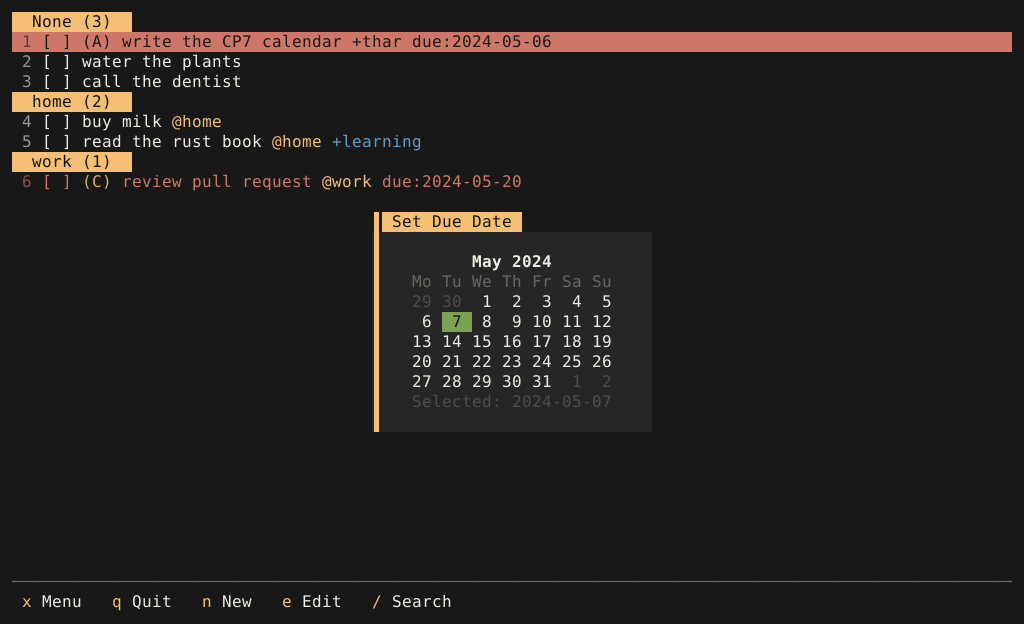 None (3)
1 [ ] (A) write the CP7 calendar +thar due:2024-05-06
2 [ ] water the plants
3 [ ] call the dentist
home (2)
4 [ ] buy milk @home
5 [ ] read the rust book @home +learning
work (1)
6 [ ] (C) review pull request @work due:2024-05-20
Set Due Date
May 2024
Mo Tu We Th Fr Sa Su
29 30 1 2 3 4 5
6 7 8 9 10 11 12
13 14 15 16 17 18 19
20 21 22 23 24 25 26
27 28 29 30 31 1 2
Selected: 2024-05-07
x Menu q Quit n New e Edit / Search